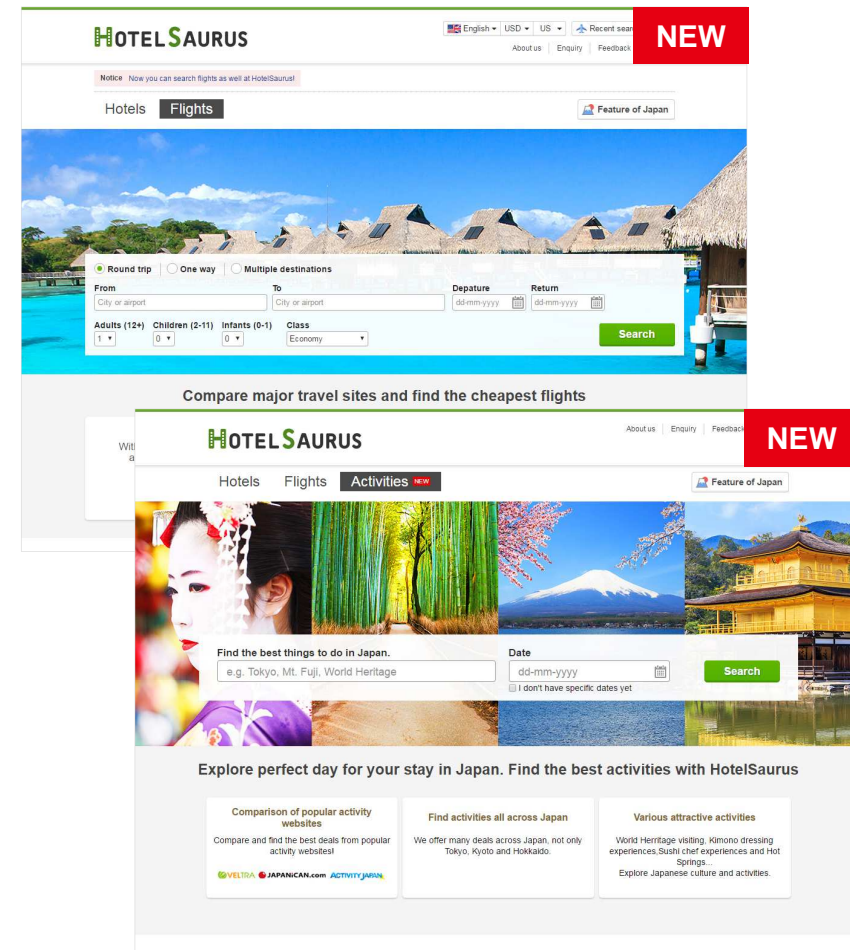 HOTELSAURUS
English USD US Recent sear
NEW
About us Enquiry Feedback
Notice Now you can search flights as well at HotelSaurus!
Hotels Flights
Feature of Japan
Round trip One way Multiple destinations
From To Depature Return
City or airport City or airport dd-mm-yyyy dd-mm-yyyy
Adults (12+) Children (2-11) Infants (0-1) Class
1 0 0 Economy
Search
Compare major travel sites and find the cheapest flights
HOTELSAURUS
About us Enquiry Feedback
NEW
Hotels Flights Activities NEW
Feature of Japan
Find the best things to do in Japan. Date
e.g. Tokyo, Mt. Fuji, World Heritage dd-mm-yyyy Search
I don't have specific dates yet
Explore perfect day for your stay in Japan. Find the best activities with HotelSaurus
Comparison of popular activity
websites
Compare and find the best deals from popular
activity websites!
VELTRA JAPANiCAN.com ACTIVITY JAPAN
Find activities all across Japan
We offer many deals across Japan, not only
Tokyo, Kyoto and Hokkaido.
Various attractive activities
World Herritage visiting, Kimono dressing
experiences,Sushi chef experiences and Hot
Springs...
Explore Japanese culture and activities.